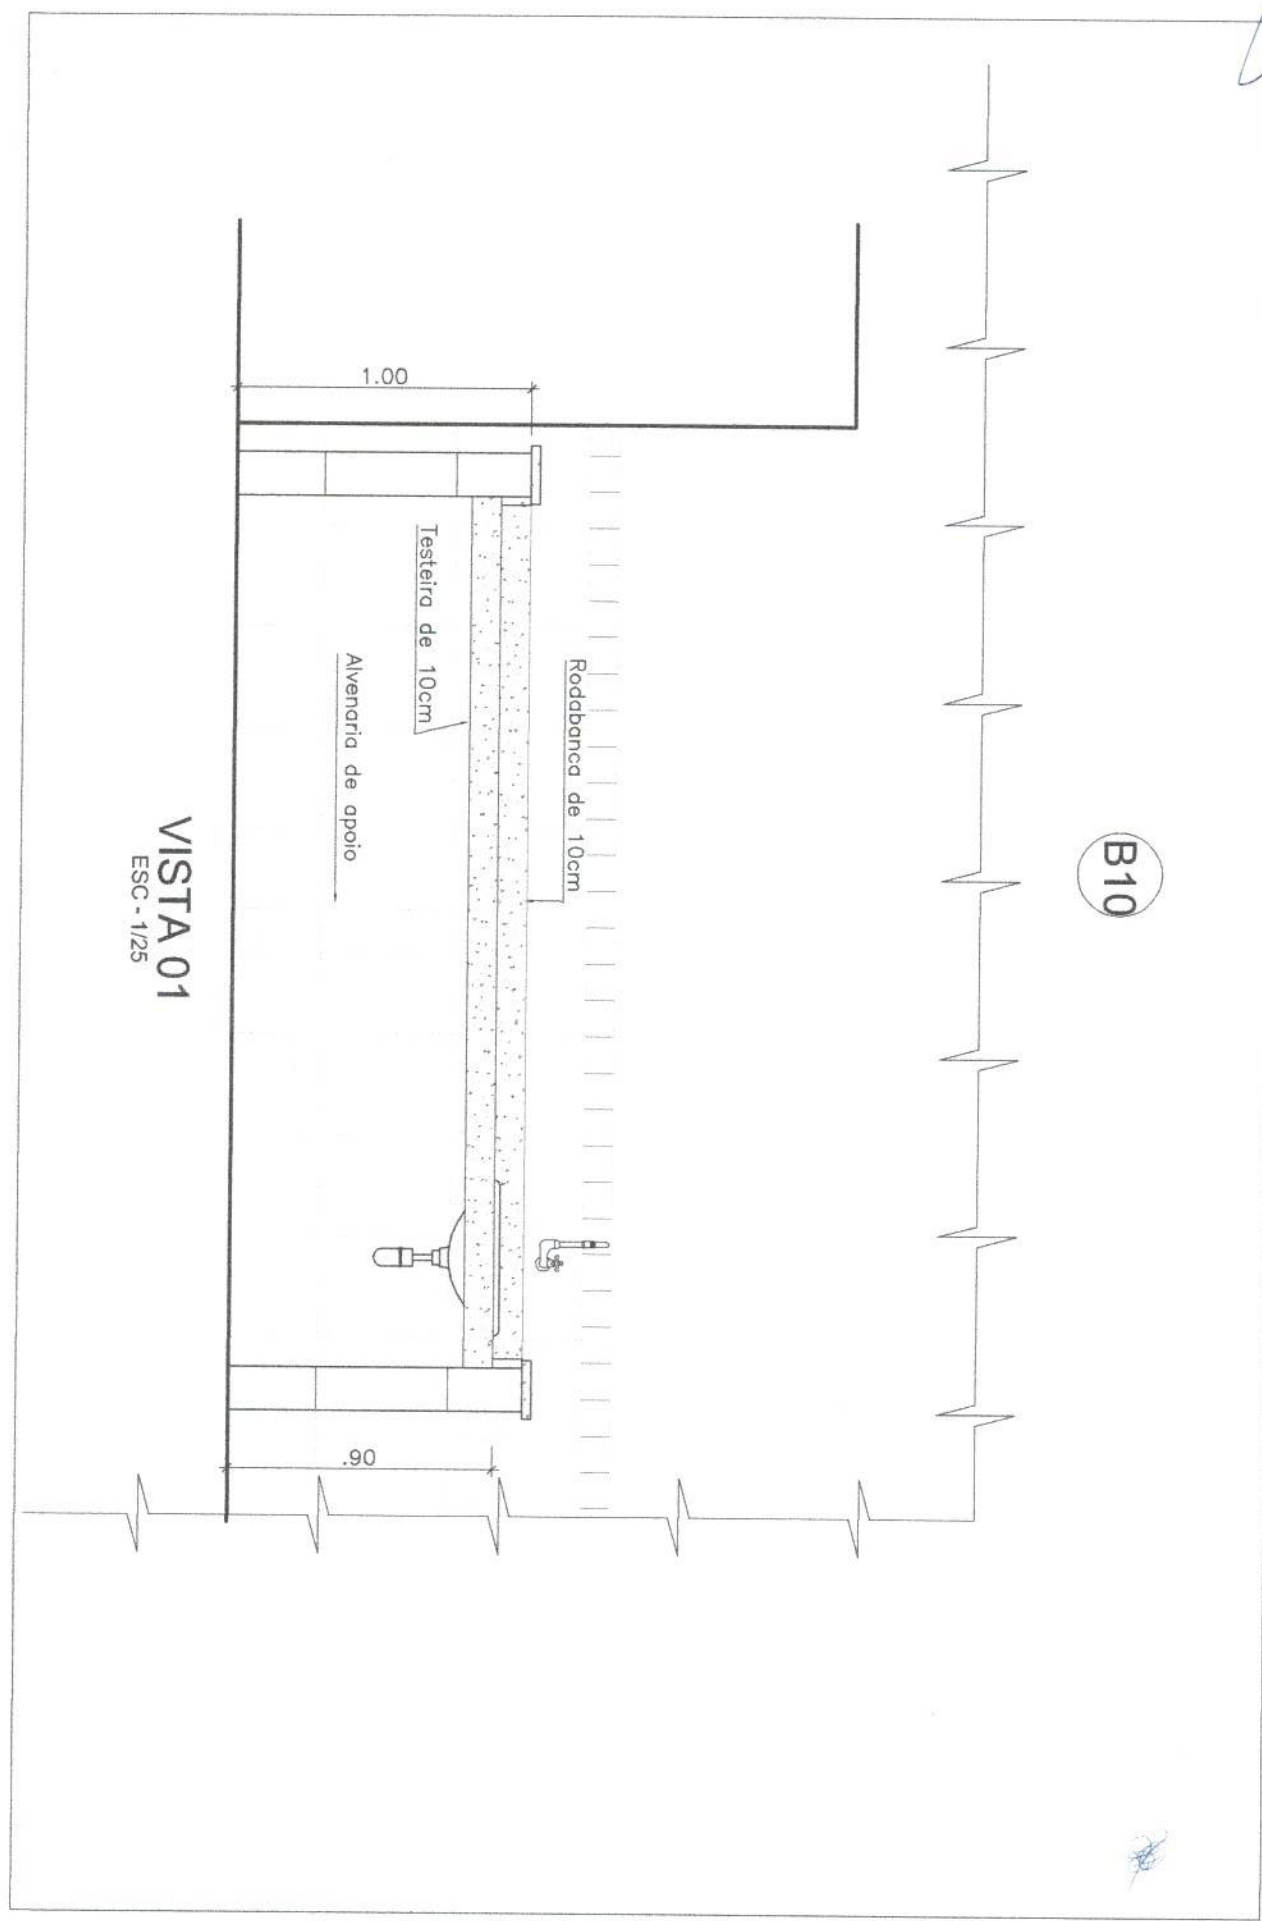 B10
Rodabanca de 10cm
1.00
Testeira de 10cm
Alvenaria de apoio
.90
VISTA 01
ESC - 1/25